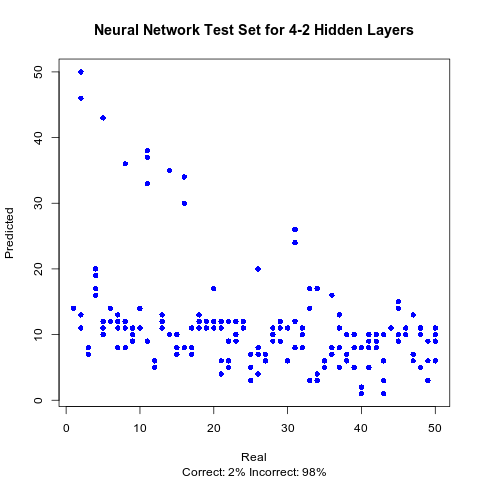 Neural Network Test Set for 4-2 Hidden Layers
Predicted
50
40
30
20
10
0
0 10 20 30 40 50
Real
Correct: 2% Incorrect: 98%